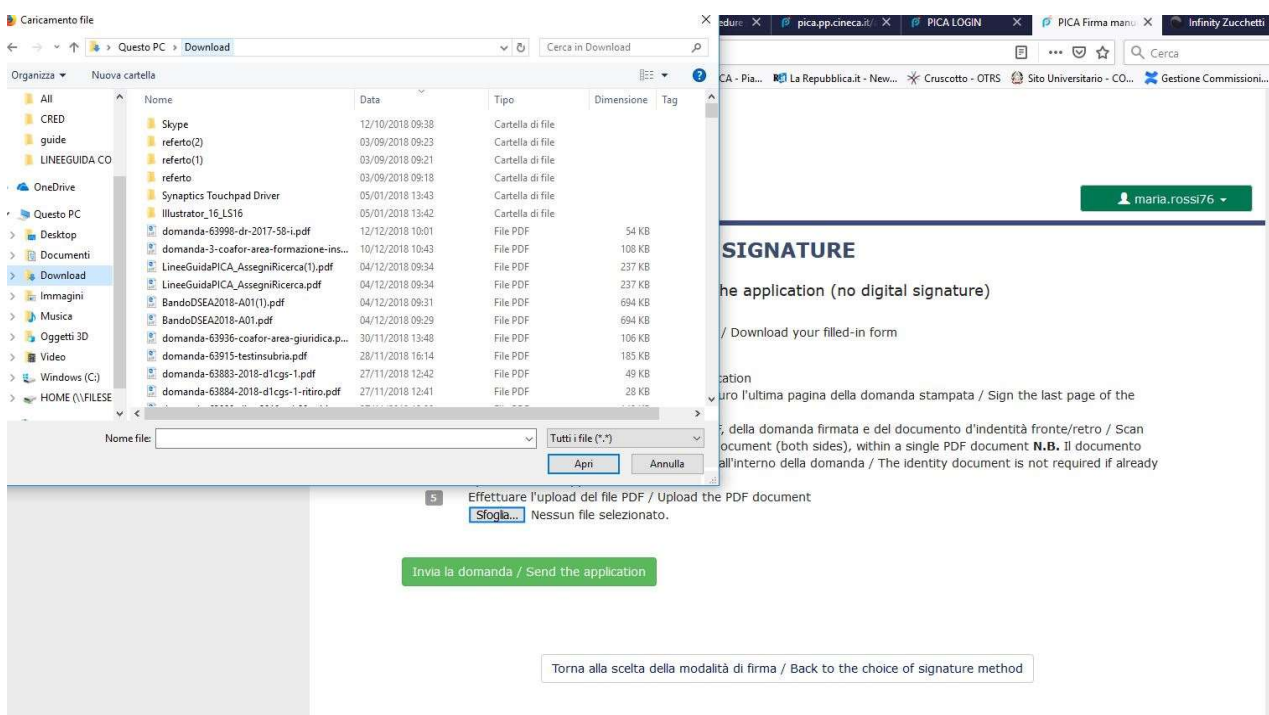 Caricamento file
edure
pica.pp.cineca.it/
PICA LOGIN
PICA Firma manu
Infinity Zucchetti
Questo PC > Download
Cerca in Download
Cerca
Organizza
Nuova cartella
CA - Pia...
La Repubblica.it - New...
Cruscotto - OTRS
Sito Universitario - CO...
Gestione Commissioni...
All
CRED
guide
LINEEGUIDA CO
OneDrive
Questo PC
Desktop
Documenti
Download
Immagini
Musica
Oggetti 3D
Video
Windows (C:)
HOME (\\FILESE
Nome Data Tipo Dimensione Tag
Skype 12/10/2018 09:38 Cartella di file
referto(2) 03/09/2018 09:23 Cartella di file
referto(1) 03/09/2018 09:21 Cartella di file
referto 03/09/2018 09:18 Cartella di file
Synaptics Touchpad Driver 05/01/2018 13:43 Cartella di file
Illustrator_16_LS16 05/01/2018 13:42 Cartella di file
domanda-63998-dr-2017-58-i.pdf 12/12/2018 10:01 File PDF 54 KB
domanda-3-coafor-area-formazione-ins... 10/12/2018 10:43 File PDF 108 KB
LineeGuidaPICA_AssegniRicerca(1).pdf 04/12/2018 09:34 File PDF 237 KB
LineeGuidaPICA_AssegniRicerca.pdf 04/12/2018 09:34 File PDF 237 KB
BandoDSEA2018-A01(1).pdf 04/12/2018 09:31 File PDF 694 KB
BandoDSEA2018-A01.pdf 04/12/2018 09:29 File PDF 694 KB
domanda-63936-coafor-area-giuridica.p... 30/11/2018 13:48 File PDF 106 KB
domanda-63915-testinsubria.pdf 28/11/2018 16:14 File PDF 185 KB
domanda-63883-2018-d1cgs-1.pdf 27/11/2018 12:42 File PDF 49 KB
domanda-63884-2018-d1cgs-1-ritiro.pdf 27/11/2018 12:41 File PDF 28 KB
Nome file:
Tutti i file (*.*)
Apri
Annulla
maria.rossi76
SIGNATURE
he application (no digital signature)
/ Download your filled-in form
cation
uro l'ultima pagina della domanda stampata / Sign the last page of the
, della domanda firmata e del documento d'indentità fronte/retro / Scan
ocument (both sides), within a single PDF document N.B. Il documento
all'interno della domanda / The identity document is not required if already
5 Effettuare l'upload del file PDF / Upload the PDF document
Sfoglia... Nessun file selezionato.
Invia la domanda / Send the application
Torna alla scelta della modalità di firma / Back to the choice of signature method